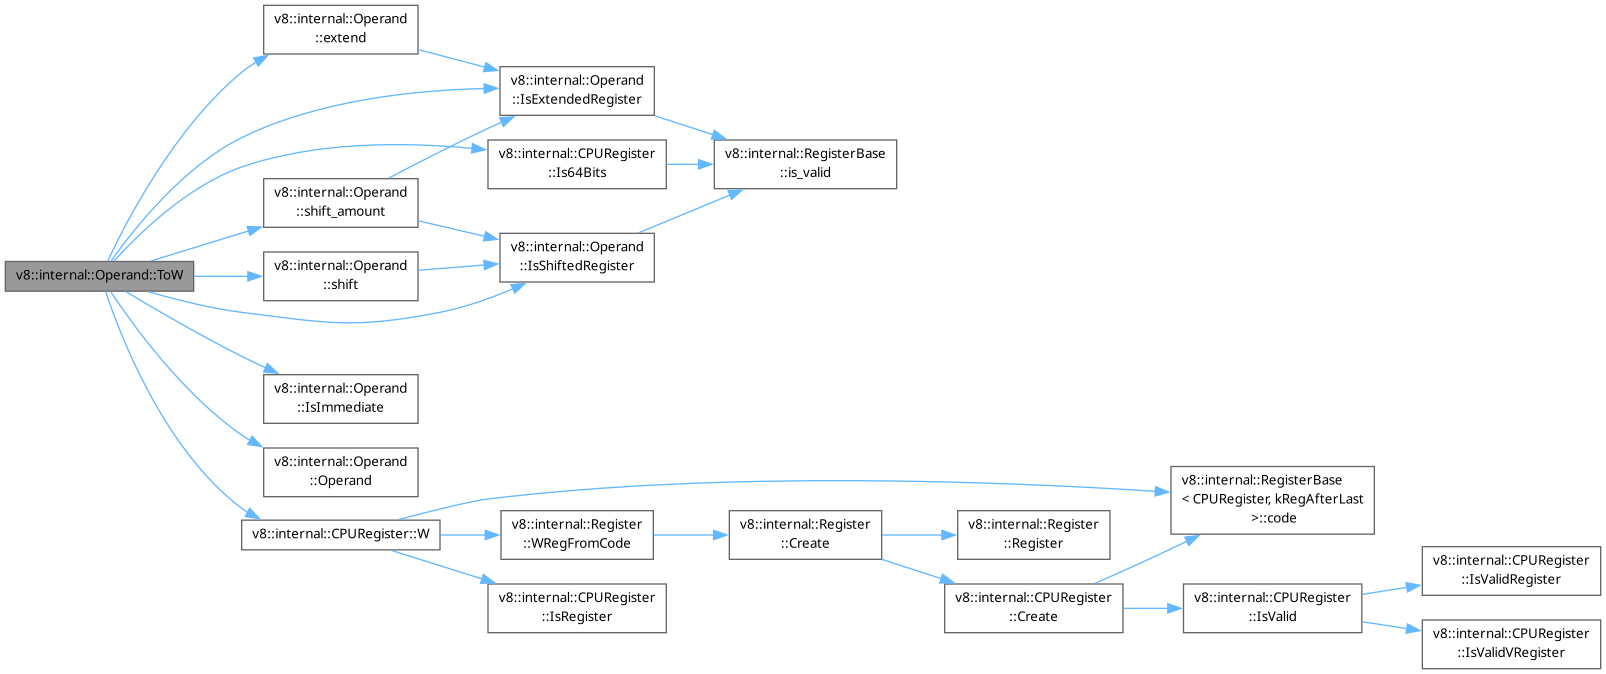 v8::internal::Operand::ToW
v8::internal::Operand
::extend
v8::internal::Operand
::IsExtendedRegister
v8::internal::RegisterBase
::is_valid
v8::internal::CPURegister
::Is64Bits
v8::internal::Operand
::shift_amount
v8::internal::Operand
::IsShiftedRegister
v8::internal::Operand
::shift
v8::internal::Operand
::IsImmediate
v8::internal::Operand
::Operand
v8::internal::CPURegister::W
v8::internal::RegisterBase
< CPURegister, kRegAfterLast
>::code
v8::internal::Register
::WRegFromCode
v8::internal::Register
::Create
v8::internal::Register
::Register
v8::internal::CPURegister
::IsRegister
v8::internal::CPURegister
::Create
v8::internal::CPURegister
::IsValid
v8::internal::CPURegister
::IsValidRegister
v8::internal::CPURegister
::IsValidVRegister